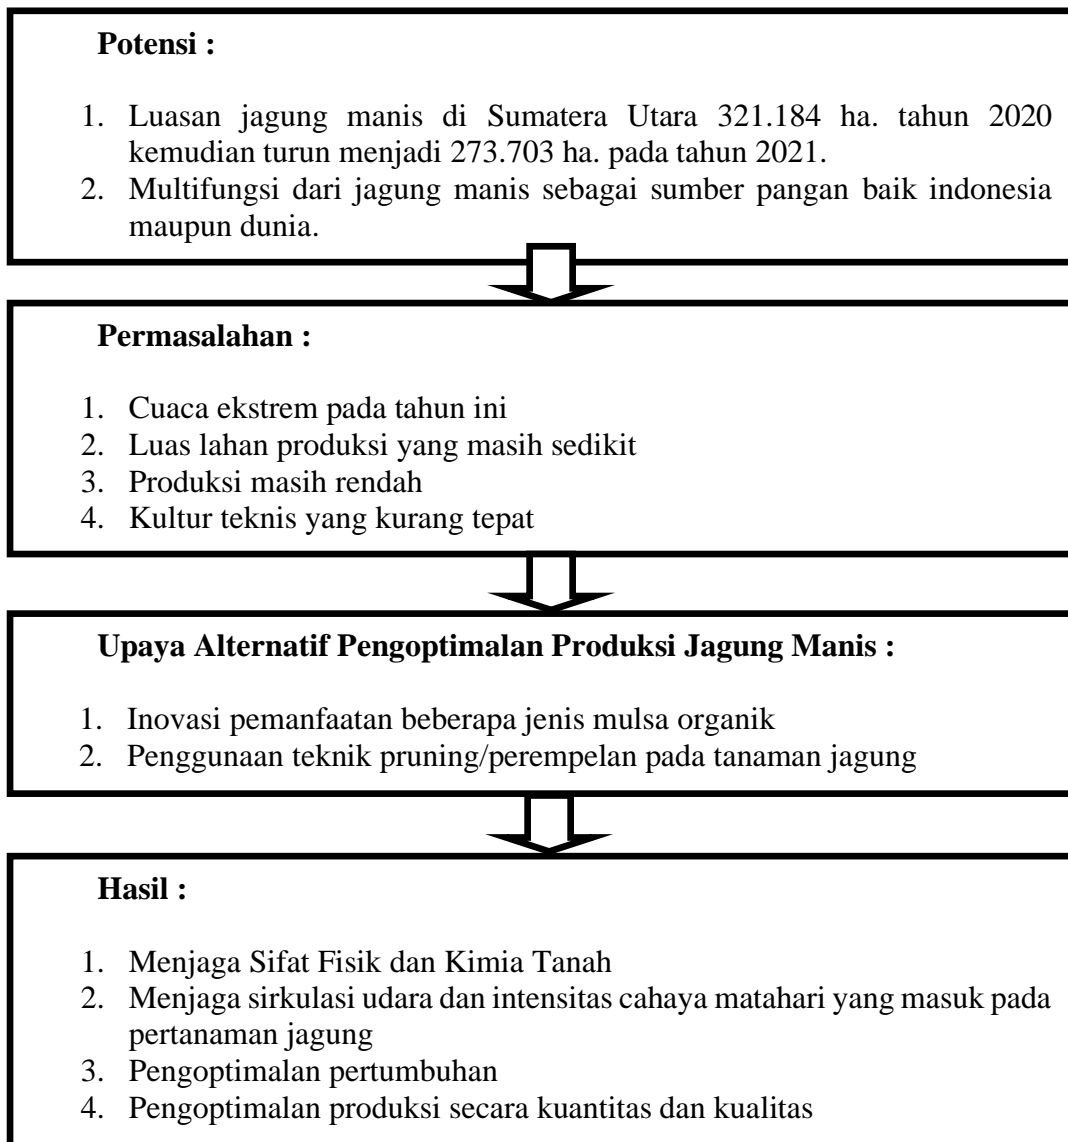 Potensi :
1. Luasan jagung manis di Sumatera Utara 321.184 ha. tahun 2020
kemudian turun menjadi 273.703 ha. pada tahun 2021.
2. Multifungsi dari jagung manis sebagai sumber pangan baik indonesia
maupun dunia.
Permasalahan :
1. Cuaca ekstrem pada tahun ini
2. Luas lahan produksi yang masih sedikit
3. Produksi masih rendah
4. Kultur teknis yang kurang tepat
Upaya Alternatif Pengoptimalan Produksi Jagung Manis :
1. Inovasi pemanfaatan beberapa jenis mulsa organik
2. Penggunaan teknik pruning/perempelan pada tanaman jagung
Hasil :
1. Menjaga Sifat Fisik dan Kimia Tanah
2. Menjaga sirkulasi udara dan intensitas cahaya matahari yang masuk pada
pertanaman jagung
3. Pengoptimalan pertumbuhan
4. Pengoptimalan produksi secara kuantitas dan kualitas